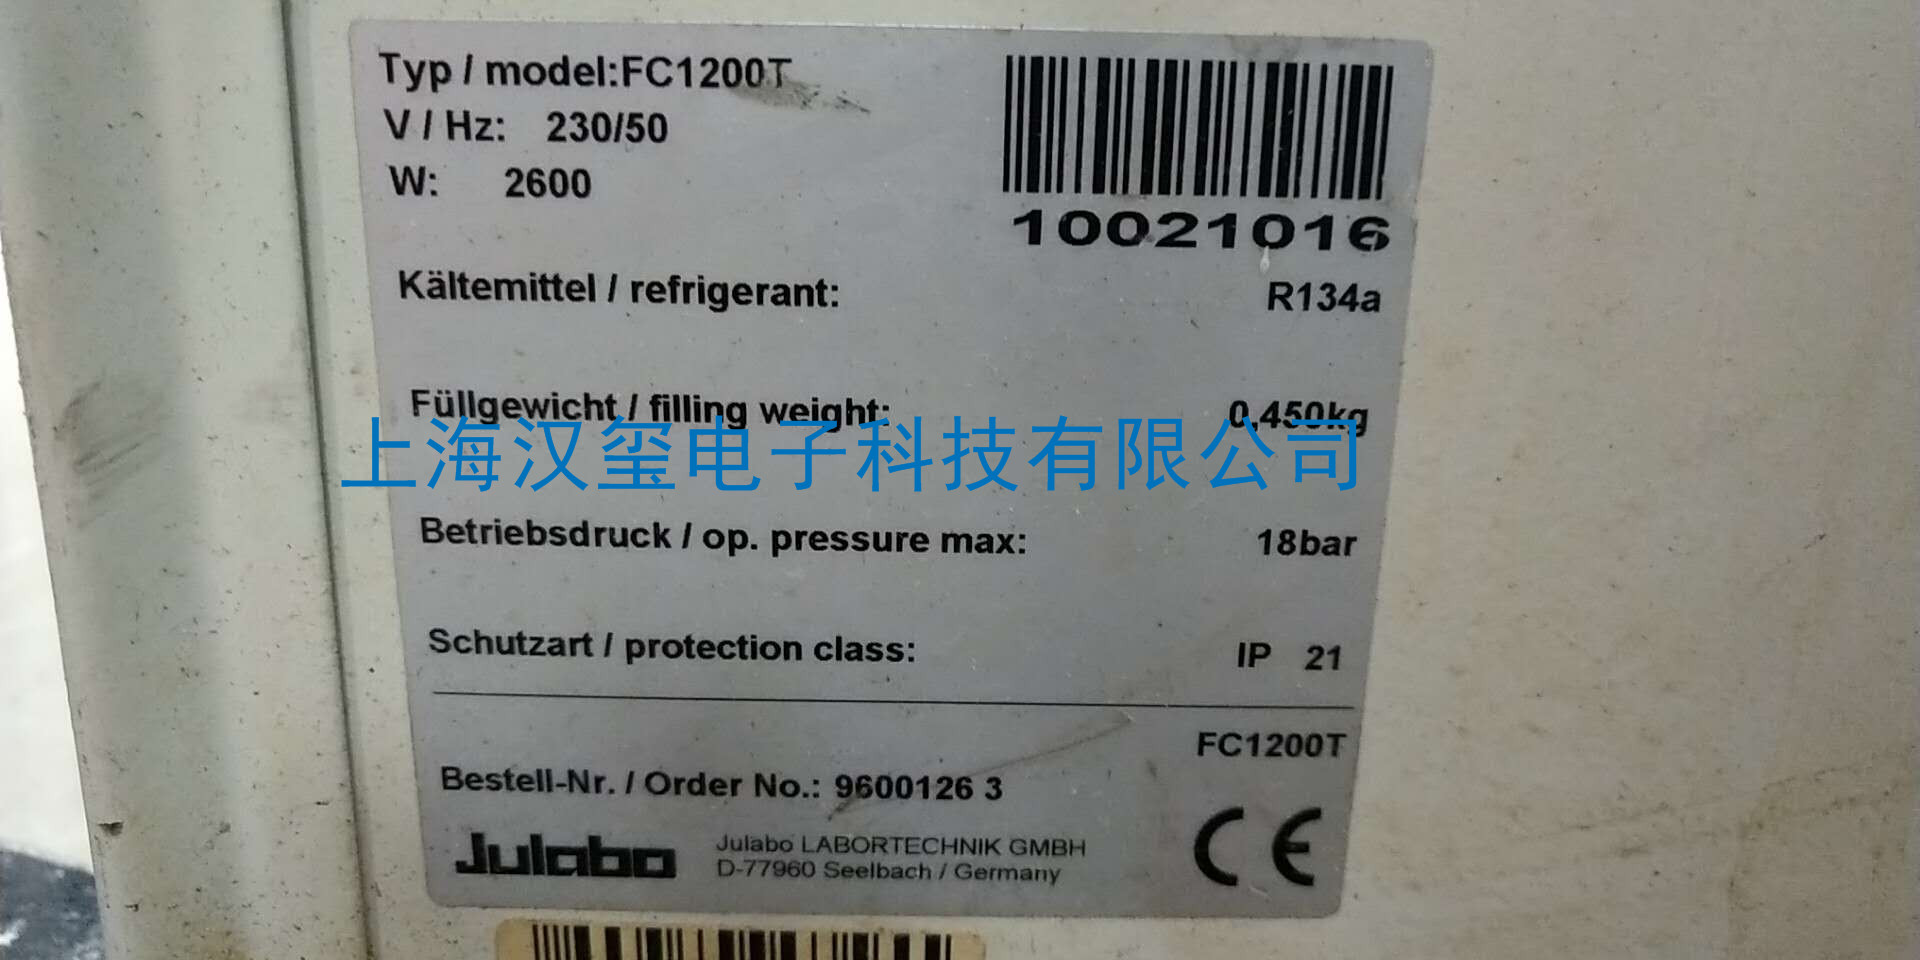 Typ / model:FC1200T
V / Hz: 230/50
W: 2600
10021016
Kältemittel / refrigerant: R134a
Füllgewicht / filling weight: 0,450kg
上海汉玺电子科技有限公司
Betriebsdruck / op. pressure max: 18bar
Schutzart / protection class: IP 21
FC1200T
Bestell-Nr. / Order No.: 9600126 3
Julabo
Julabo LABORTECHNIK GMBH
D-77960 Seelbach / Germany
CE